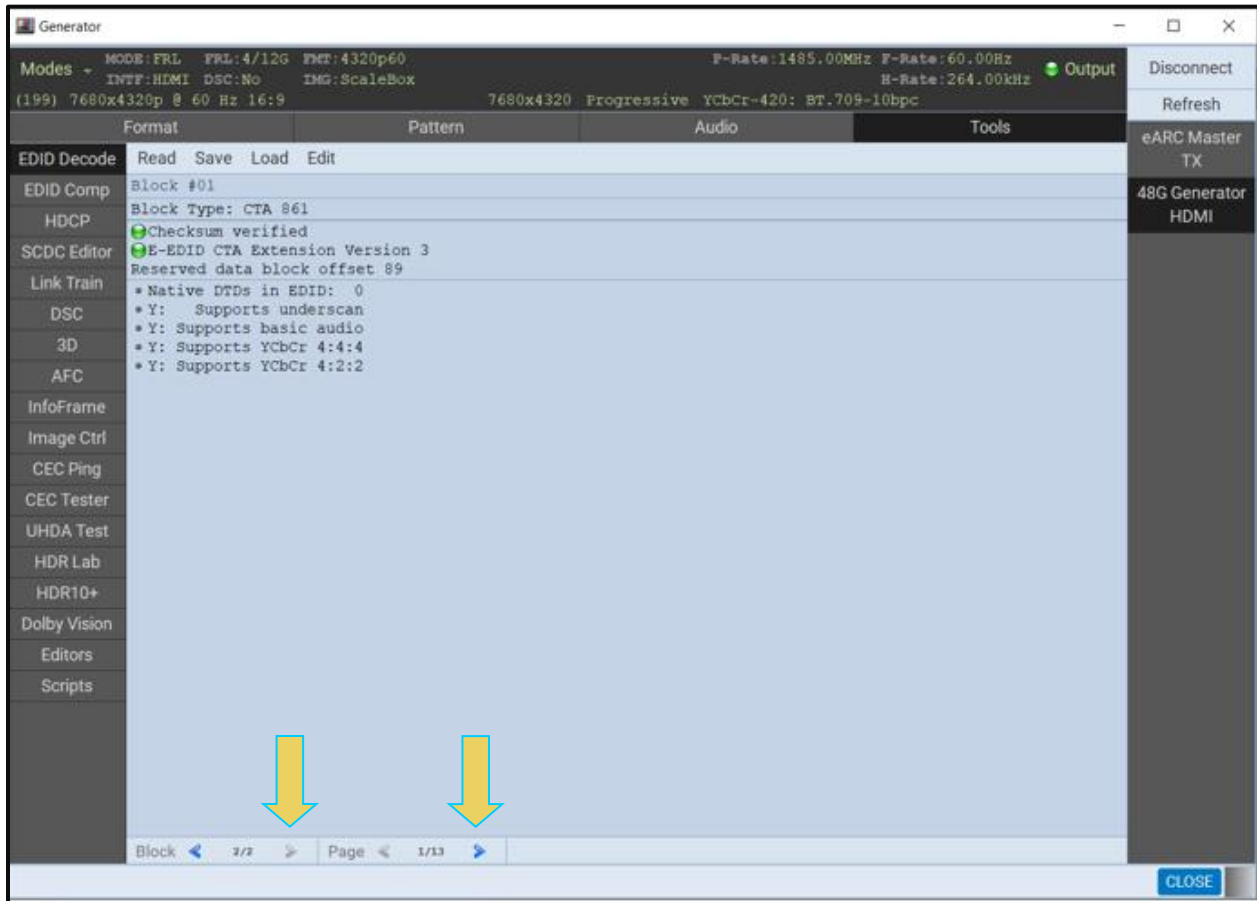 Generator
Modes MODE:FRL FRL:4/12G FMT:4320p60 P-Rate:1485.00MHz F-Rate:60.00Hz Output
INTF:HDMI DSC:No IMG:ScaleBox H-Rate:264.00kHz
(199) 7680x4320p @ 60 Hz 16:9 7680x4320 Progressive YCbCr-420: BT.709-10bpc
Disconnect
Refresh
Format Pattern Audio Tools
eARC Master
TX
48G Generator
HDMI
EDID Decode
EDID Comp
HDCP
SCDC Editor
Link Train
DSC
3D
AFC
InfoFrame
Image Ctrl
CEC Ping
CEC Tester
UHDA Test
HDR Lab
HDR10+
Dolby Vision
Editors
Scripts
Read Save Load Edit
Block #01
Block Type: CTA 861
Checksum verified
E-EDID CTA Extension Version 3
Reserved data block offset 89
Native DTDs in EDID: 0
Y: Supports underscan
Y: Supports basic audio
Y: Supports YCbCr 4:4:4
Y: Supports YCbCr 4:2:2
Block 2/2 Page 1/13
CLOSE